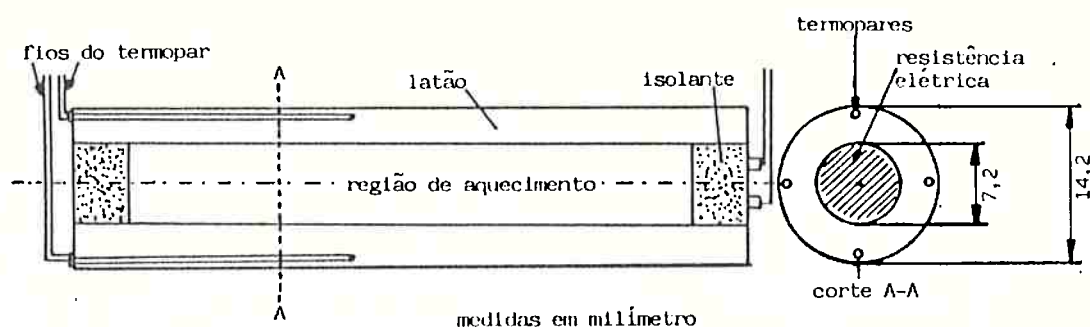 fios do termopar
A
latão
isolante
termopares
resistência
elétrica
região de aquecimento
7,2
14,2
A
corte A-A
medidas em milímetro